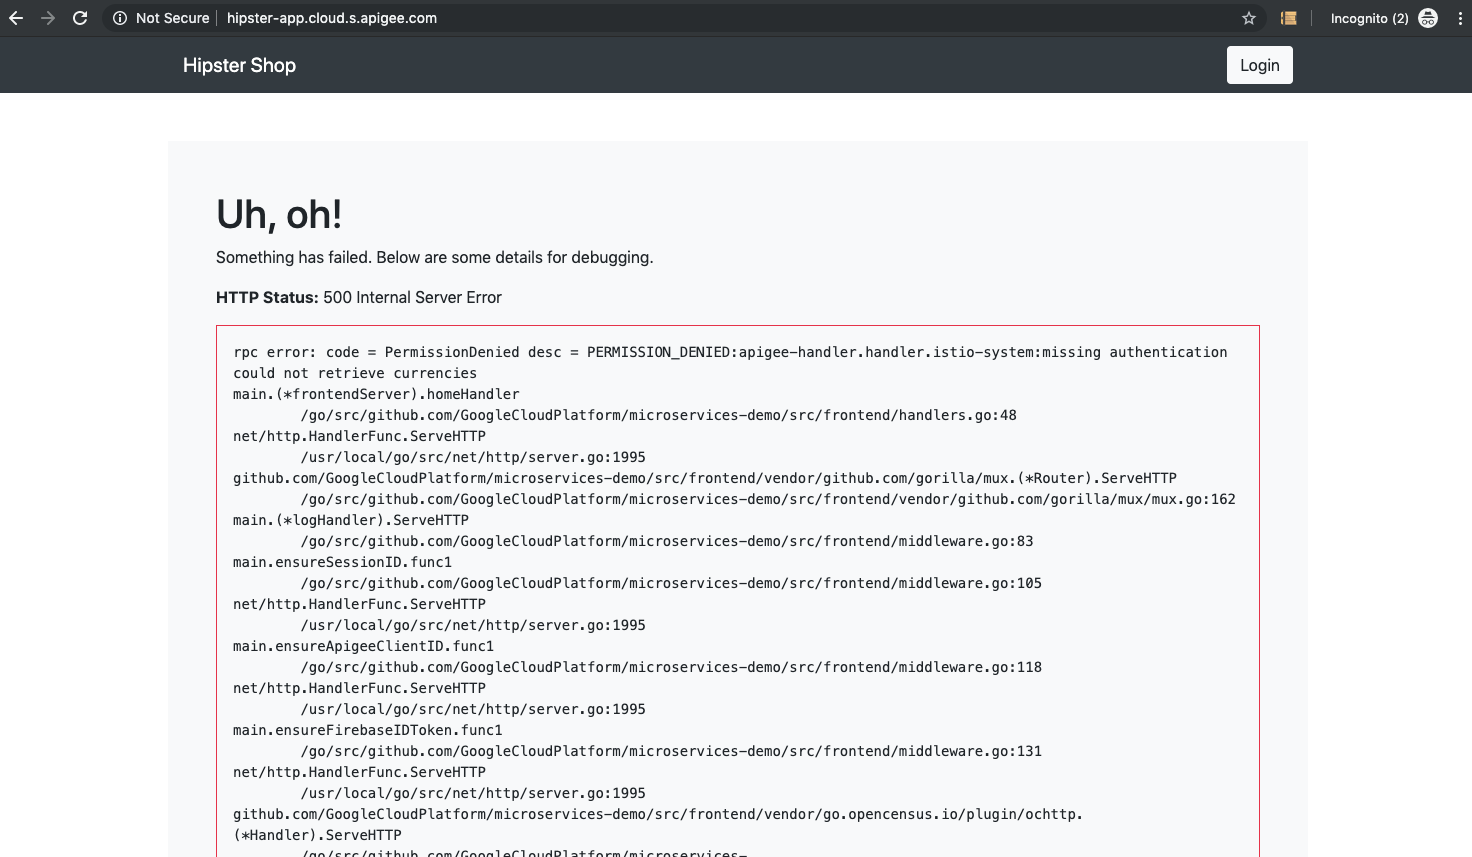 Not Secure hipster-app.cloud.s.apigee.com Incognito (2)
Hipster Shop Login
Uh, oh!
Something has failed. Below are some details for debugging.
HTTP Status: 500 Internal Server Error
rpc error: code = PermissionDenied desc = PERMISSION_DENIED:apigee-handler.handler.istio-system:missing authentication
could not retrieve currencies
main.(*frontendServer).homeHandler
/go/src/github.com/GoogleCloudPlatform/microservices-demo/src/frontend/handlers.go:48
net/http.HandlerFunc.ServeHTTP
/usr/local/go/src/net/http/server.go:1995
github.com/GoogleCloudPlatform/microservices-demo/src/frontend/vendor/github.com/gorilla/mux.(*Router).ServeHTTP
/go/src/github.com/GoogleCloudPlatform/microservices-demo/src/frontend/vendor/github.com/gorilla/mux/mux.go:162
main.(*logHandler).ServeHTTP
/go/src/github.com/GoogleCloudPlatform/microservices-demo/src/frontend/middleware.go:83
main.ensureSessionID.func1
/go/src/github.com/GoogleCloudPlatform/microservices-demo/src/frontend/middleware.go:105
net/http.HandlerFunc.ServeHTTP
/usr/local/go/src/net/http/server.go:1995
main.ensureApigeeClientID.func1
/go/src/github.com/GoogleCloudPlatform/microservices-demo/src/frontend/middleware.go:118
net/http.HandlerFunc.ServeHTTP
/usr/local/go/src/net/http/server.go:1995
main.ensureFirebaseIDToken.func1
/go/src/github.com/GoogleCloudPlatform/microservices-demo/src/frontend/middleware.go:131
net/http.HandlerFunc.ServeHTTP
/usr/local/go/src/net/http/server.go:1995
github.com/GoogleCloudPlatform/microservices-demo/src/frontend/vendor/go.opencensus.io/plugin/ochttp.
(*Handler).ServeHTTP
/go/src/github.com/GoogleCloudPlatform/microservices-